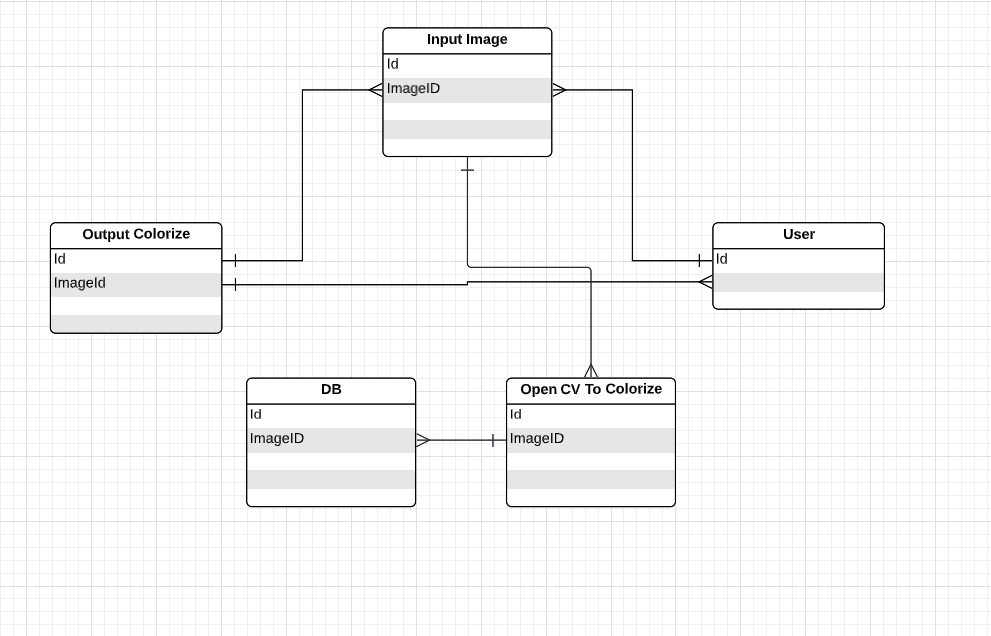 Input Image
Id
ImageID
Output Colorize
Id
ImageId
User
Id
DB
Id
ImageID
Open CV To Colorize
Id
ImageID